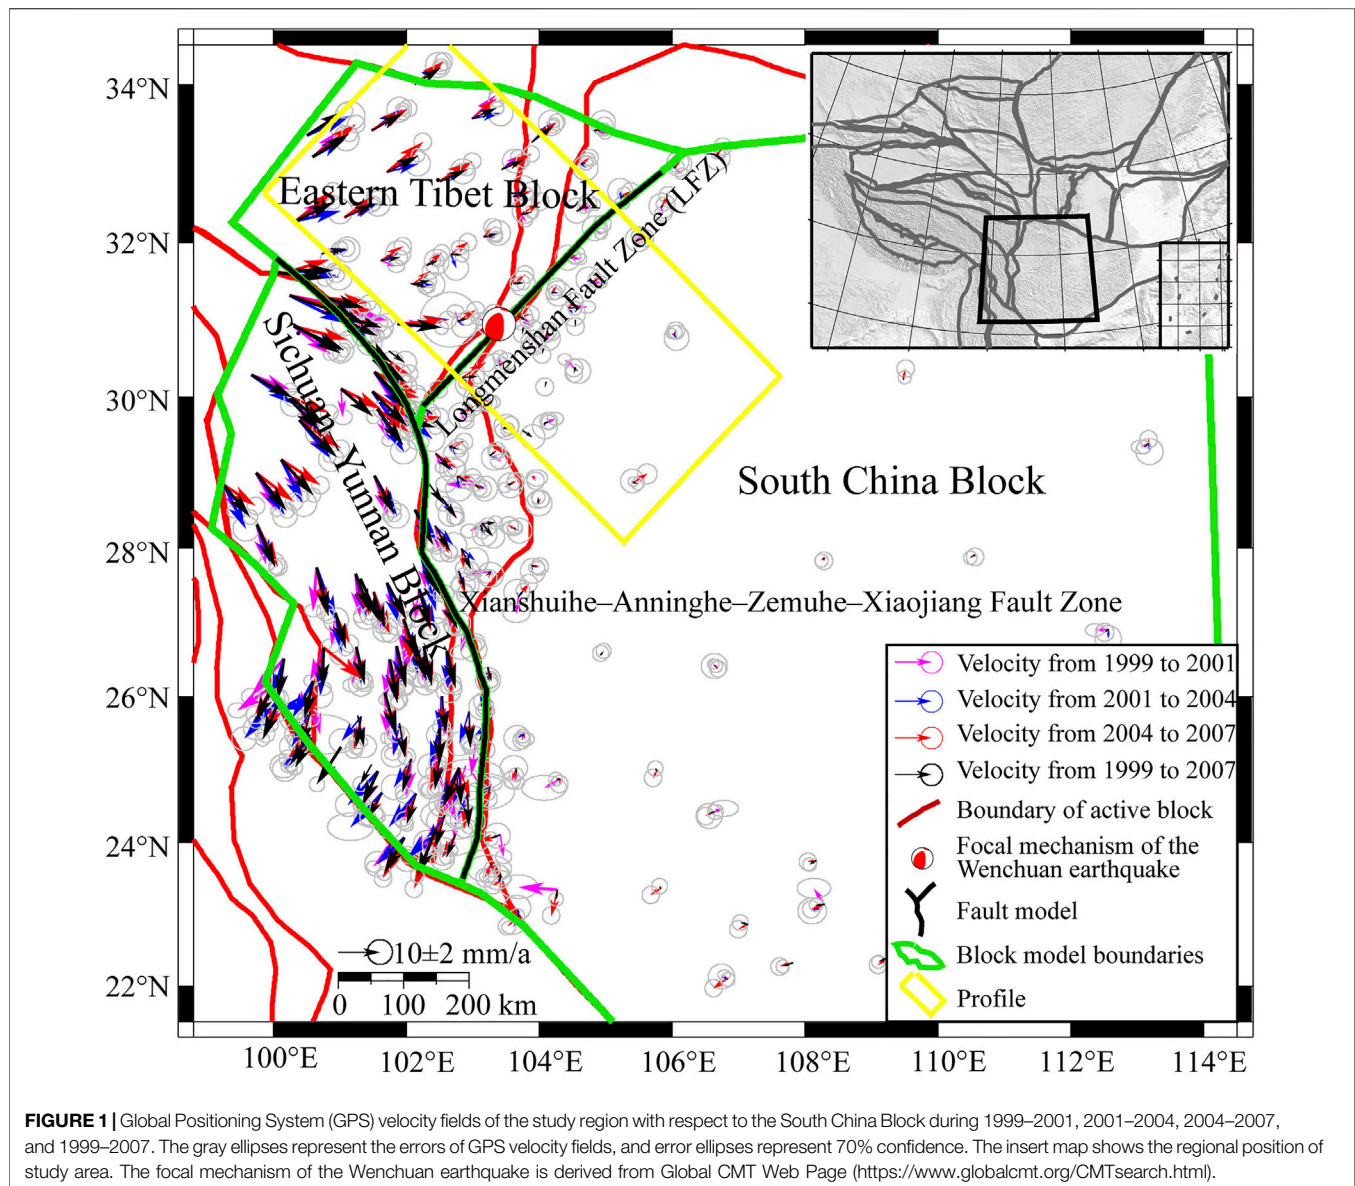 34°N
32°N
30°N
28°N
26°N
24°N
22°N
Eastern Tibet Block
Longmenshan Fault Zone (LFZ)
Sichuan Yunnan Block
South China Block
Xianshuihe–Anninghe–Zemuhe–Xiaojiang Fault Zone
Velocity from 1999 to 2001
Velocity from 2001 to 2004
Velocity from 2004 to 2007
Velocity from 1999 to 2007
Boundary of active block
Focal mechanism of the
Wenchuan earthquake
Fault model
Block model boundaries
Profile
10±2 mm/a
0 100 200 km
100°E 102°E 104°E 106°E 108°E 110°E 112°E 114°E
FIGURE 1 | Global Positioning System (GPS) velocity fields of the study region with respect to the South China Block during 1999–2001, 2001–2004, 2004–2007,
and 1999–2007. The gray ellipses represent the errors of GPS velocity fields, and error ellipses represent 70% confidence. The insert map shows the regional position of
study area. The focal mechanism of the Wenchuan earthquake is derived from Global CMT Web Page (https://www.globalcmt.org/CMTsearch.html).